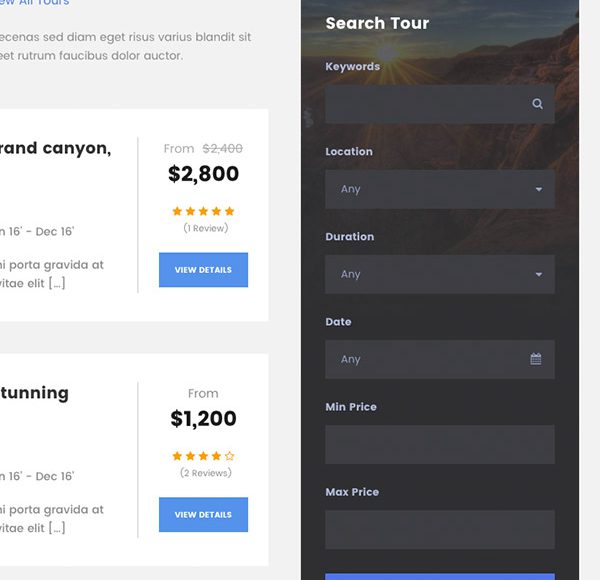 View All Tours
ecenas sed diam eget risus varius blandit sit
eet rutrum faucibus dolor auctor.
rand canyon,
n 16' - Dec 16'
ni porta gravida at
vitae elit [...]
From $2,400
$2,800
(1 Review)
VIEW DETAILS
tunning
n 16' - Dec 16'
ni porta gravida at
vitae elit [...]
From
$1,200
(2 Reviews)
VIEW DETAILS
Search Tour
Keywords
Location
Any
Duration
Any
Date
Any
Min Price
Max Price